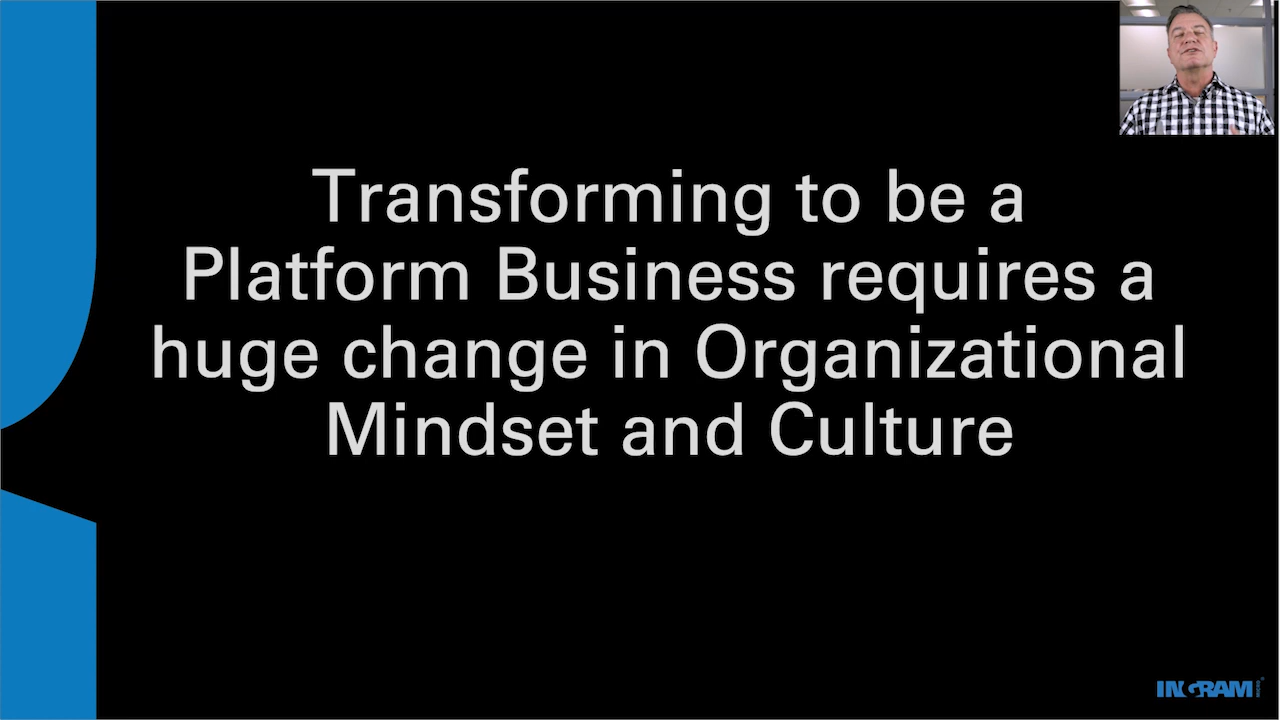 Transforming to be a
Platform Business requires a
huge change in Organizational
Mindset and Culture
INGRAM